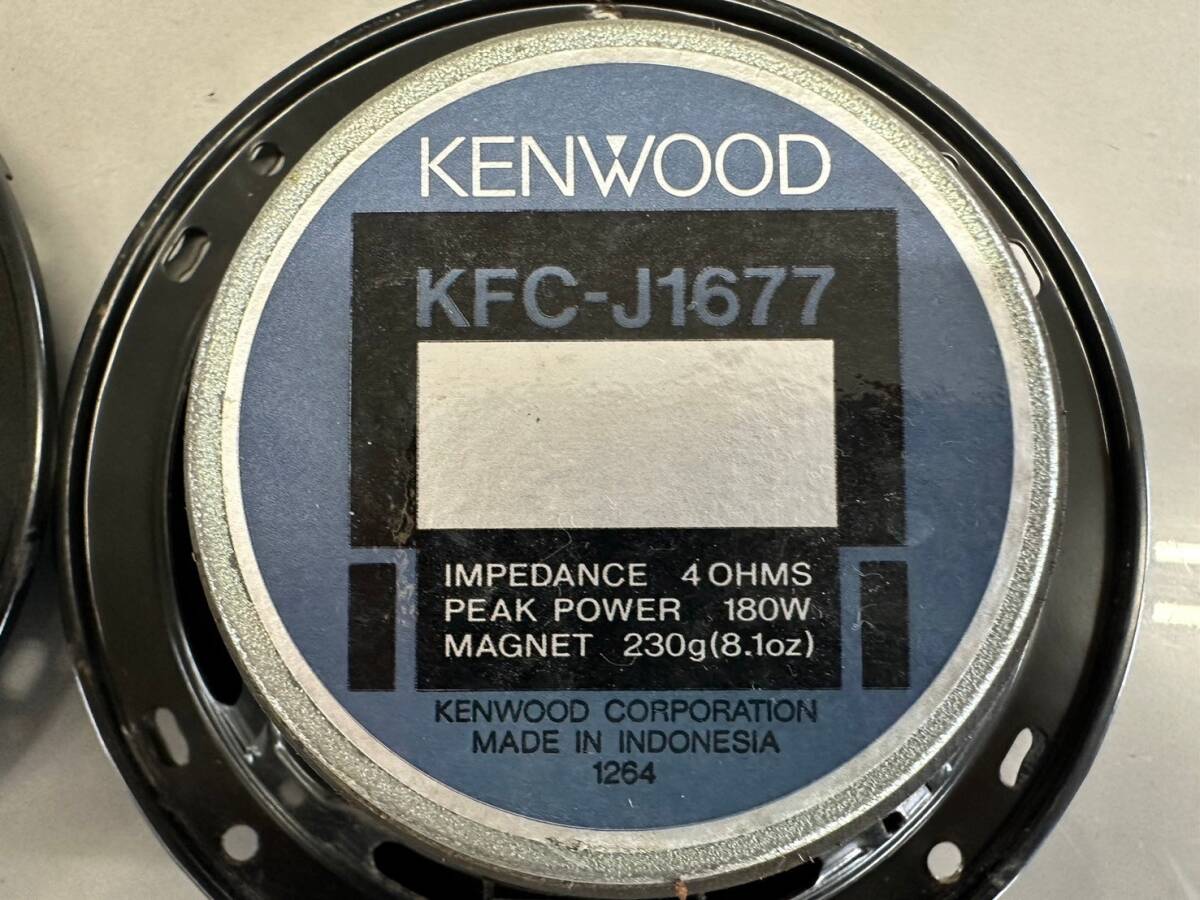 KENWOOD
KFC-J1677
IMPEDANCE 4 OHMS
PEAK POWER 180W
MAGNET 230g(8.1oz)
KENWOOD CORPORATION
MADE IN INDONESIA
1264